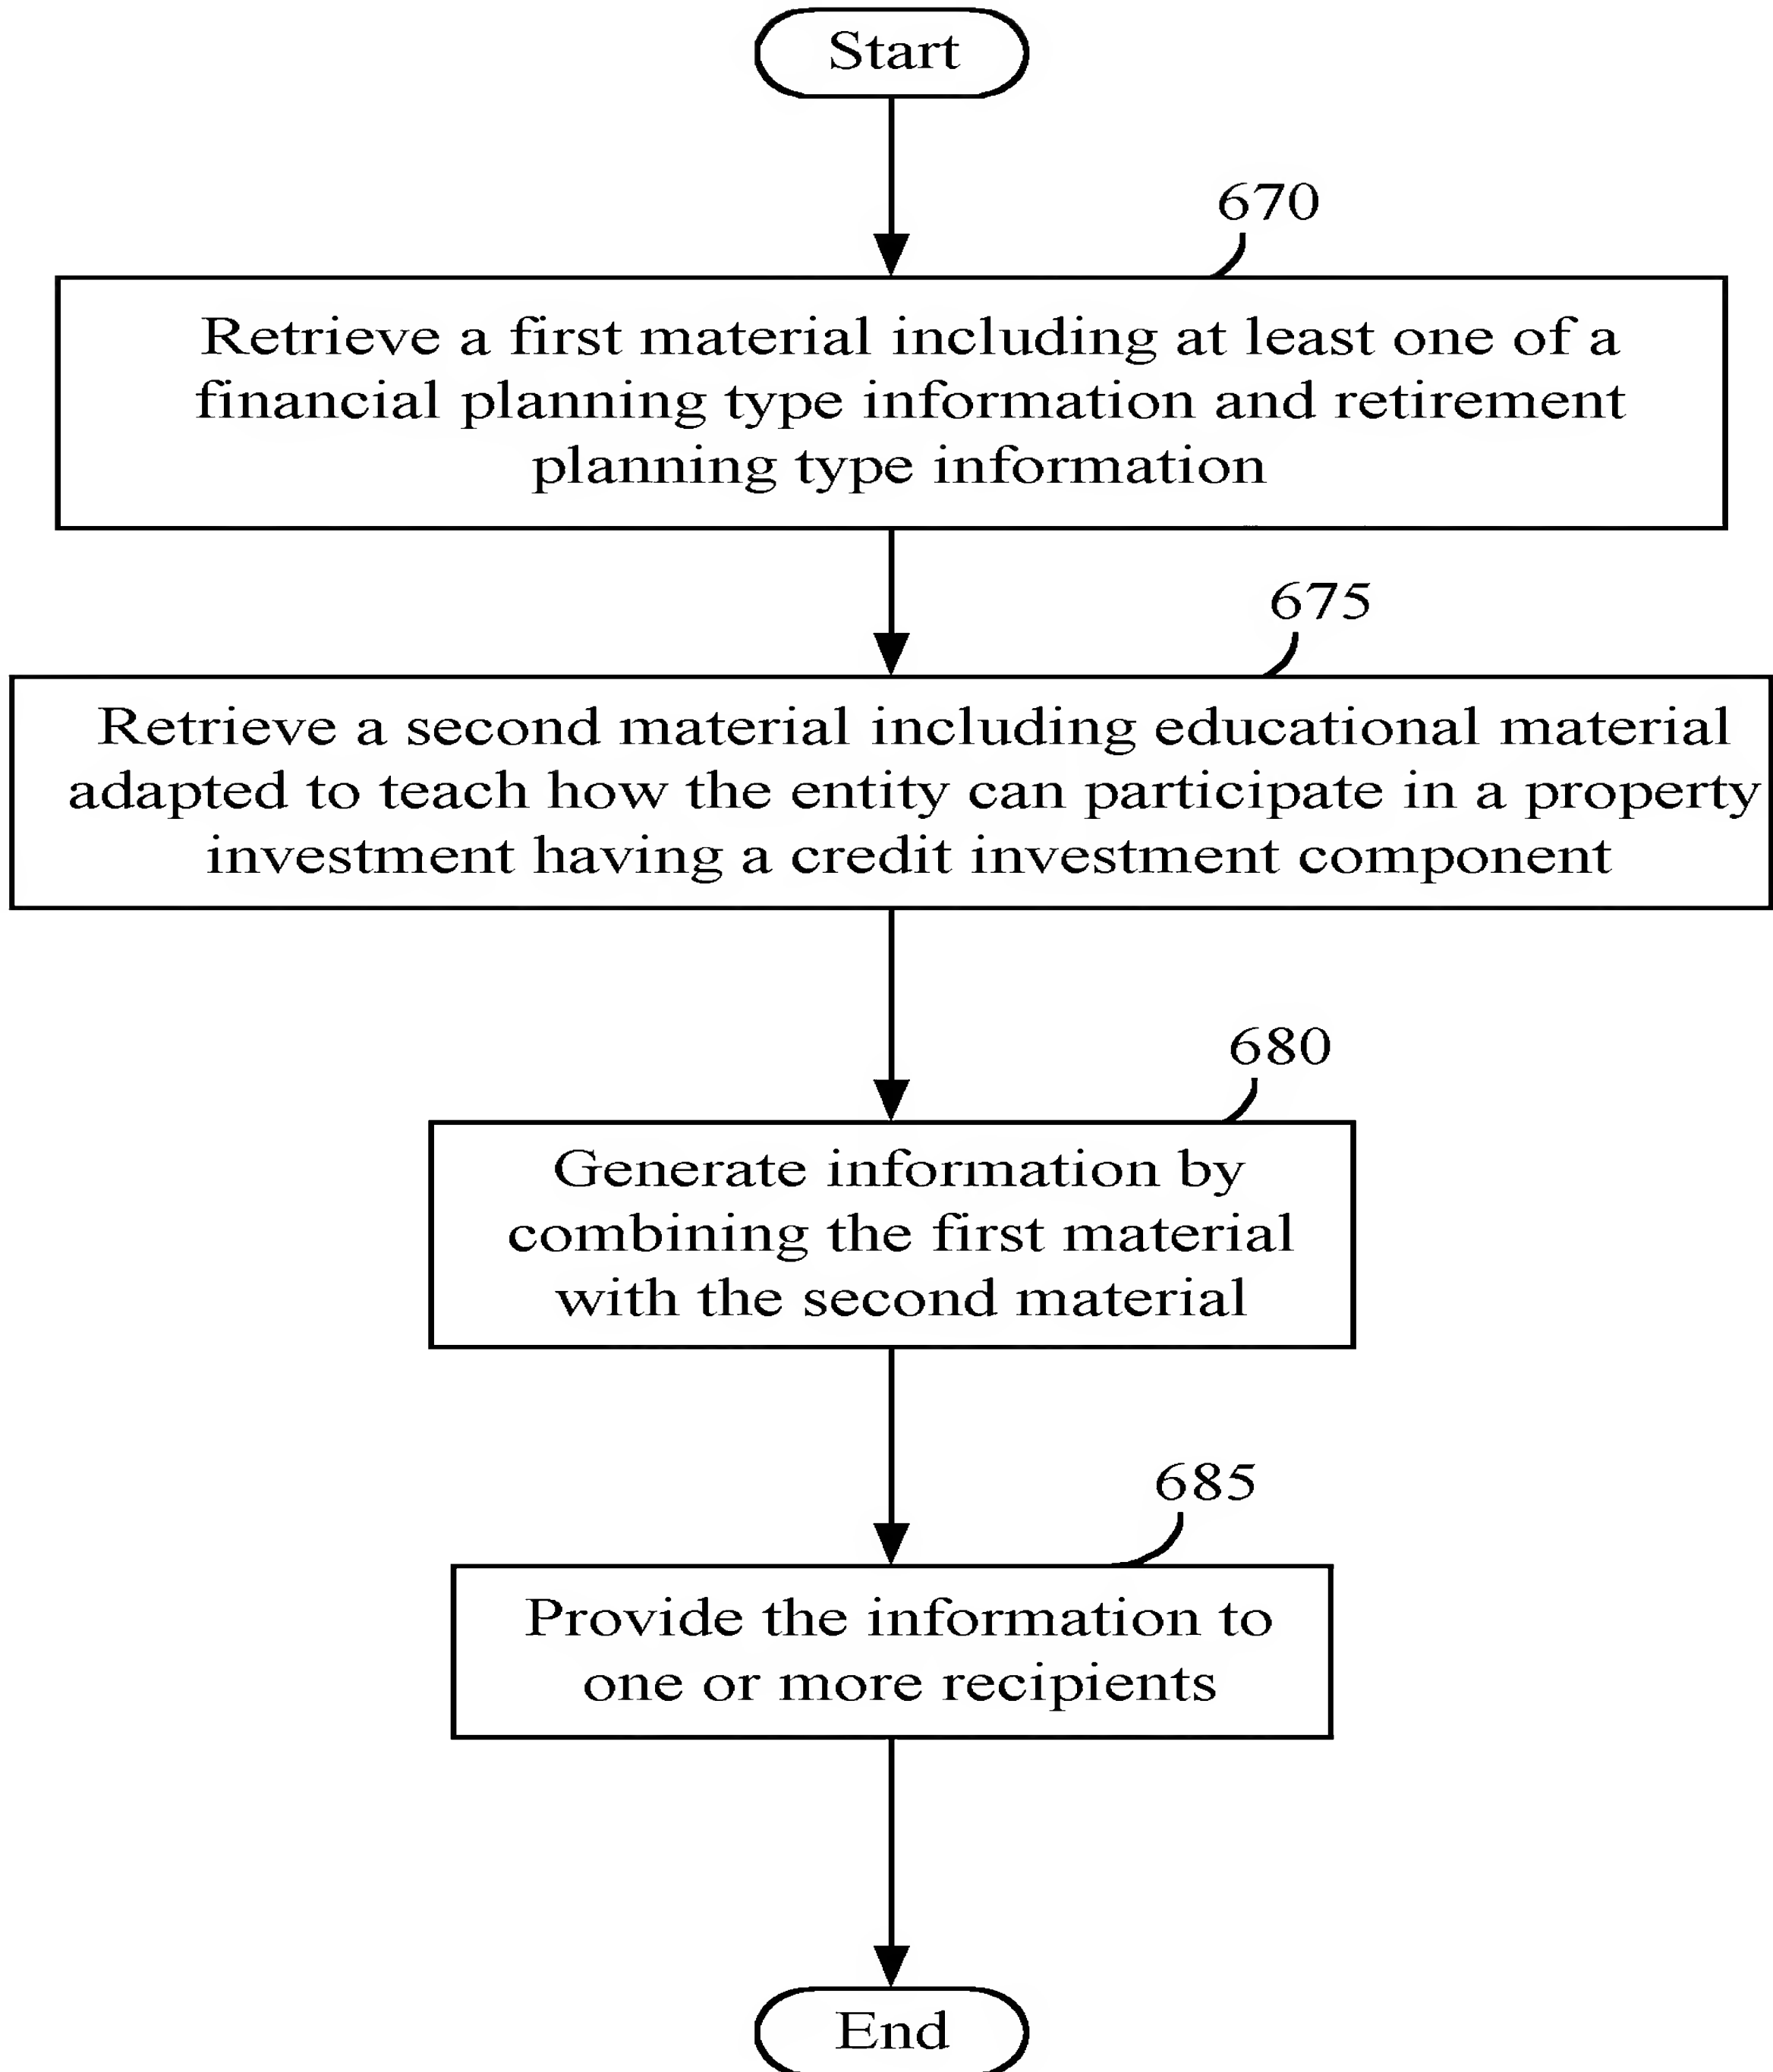 Start
670
Retrieve a first material including at least one of a
financial planning type information and retirement
planning type information
675
Retrieve a second material including educational material
adapted to teach how the entity can participate in a property
investment having a credit investment component
680
Generate information by
combining the first material
with the second material
685
Provide the information to
one or more recipients
End